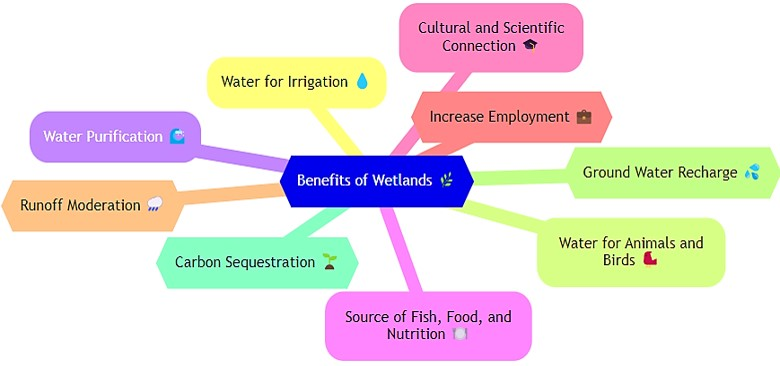 Cultural and Scientific
Connection 🎓
Water for Irrigation 💧
Increase Employment 💼
Water Purification 🌊
Benefits of Wetlands 🌿
Ground Water Recharge 💦
Runoff Moderation 🌧️
Water for Animals and
Birds 🐦
Carbon Sequestration 🌱
Source of Fish, Food, and
Nutrition 🍽️